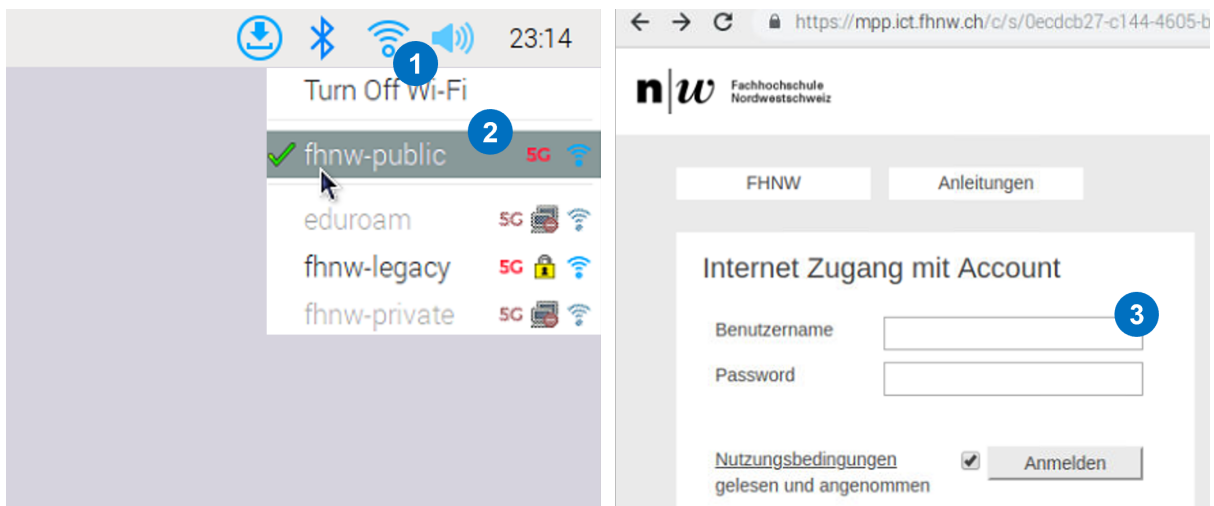 23:14
1
Turn Off Wi-Fi
2
fhnw-public 5G
eduroam 5G
fhnw-legacy 5G
fhnw-private 5G
https://mpp.ict.fhnw.ch/c/s/0ecdcb27-c144-4605-b
n|w Fachhochschule
Nordwestschweiz
FHNW Anleitungen
Internet Zugang mit Account
3
Benutzername
Password
Nutzungsbedingungen Anmelden
gelesen und angenommen